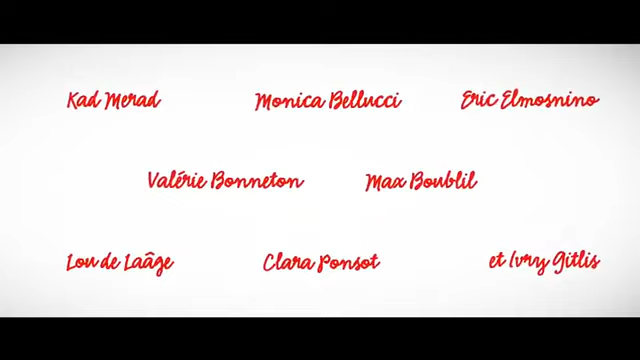 Kad Merad Monica Bellucci Eric Elmosnino
Valérie Bonneton Max Boublil
Lou de Laâge Clara Ponsot et Ivry Gitlis